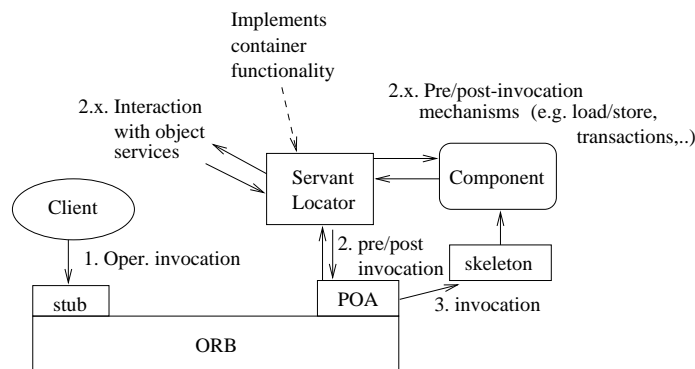 Implements
container
functionality
2.x. Interaction
with object
services
2.x. Pre/post-invocation
mechanisms (e.g. load/store,
transactions,..)
Servant
Locator
Component
Client
1. Oper. invocation
2. pre/post
invocation
skeleton
stub
POA
3. invocation
ORB